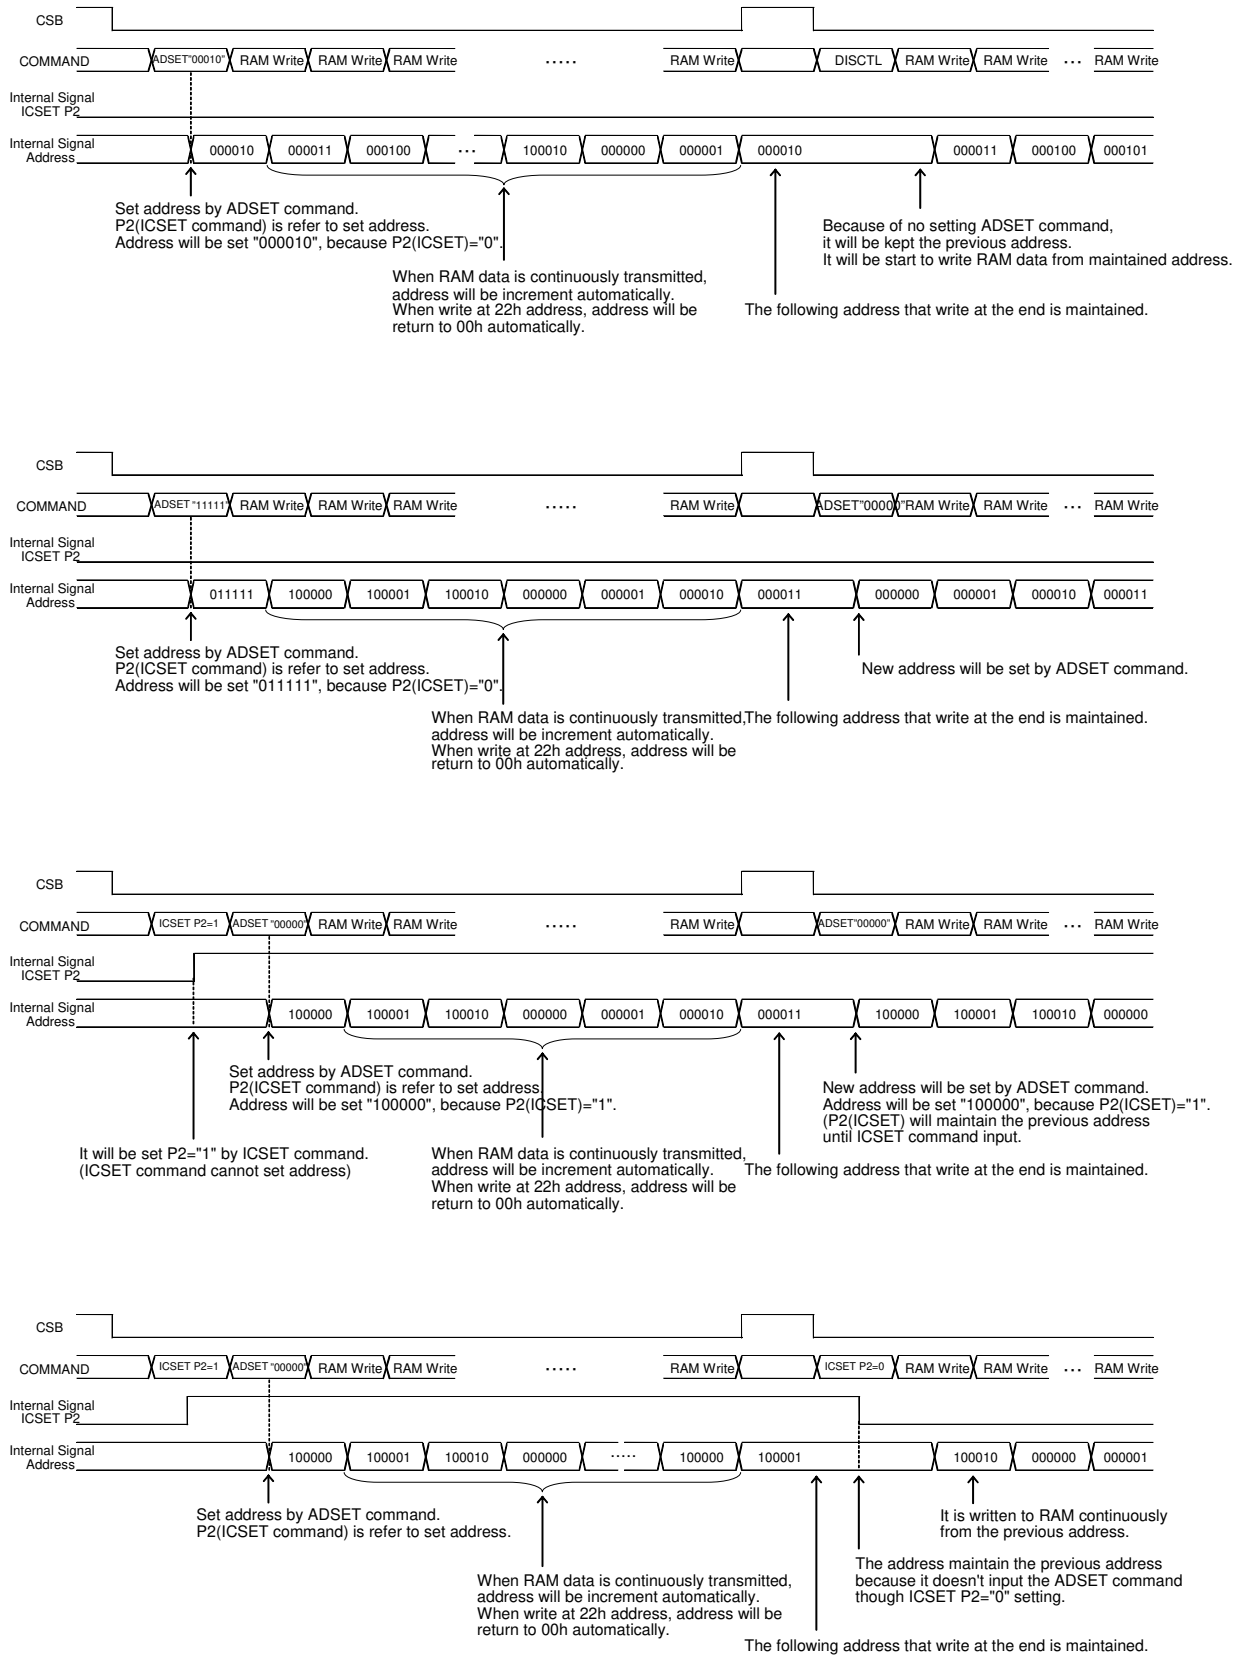 CSB
COMMAND ADSET"00010" RAM Write RAM Write RAM Write ..... RAM Write DISCTL RAM Write RAM Write ... RAM Write
Internal Signal
ICSET P2
Internal Signal
Address
000010 000011 000100 ... 100010 000000 000001 000010 000011 000100 000101
Set address by ADSET command.
P2(ICSET command) is refer to set address.
Address will be set "000010", because P2(ICSET)="0".
When RAM data is continuously transmitted,
address will be increment automatically.
When write at 22h address, address will be
return to 00h automatically.
Because of no setting ADSET command,
it will be kept the previous address.
It will be start to write RAM data from maintained address.
The following address that write at the end is maintained.
CSB
COMMAND ADSET "11111" RAM Write RAM Write RAM Write ..... RAM Write ADSET"00000" RAM Write RAM Write ... RAM Write
Internal Signal
ICSET P2
Internal Signal
Address
011111 100000 100001 100010 000000 000001 000010 000011 000000 000001 000010 000011
Set address by ADSET command.
P2(ICSET command) is refer to set address.
Address will be set "011111", because P2(ICSET)="0".
New address will be set by ADSET command.
When RAM data is continuously transmitted,
address will be increment automatically.
When write at 22h address, address will be
return to 00h automatically.
The following address that write at the end is maintained.
CSB
COMMAND ICSET P2=1 ADSET "00000" RAM Write RAM Write ..... RAM Write ADSET"00000" RAM Write RAM Write ... RAM Write
Internal Signal
ICSET P2
Internal Signal
Address
100000 100001 100010 000000 000001 000010 000011 100000 100001 100010 000000
Set address by ADSET command.
P2(ICSET command) is refer to set address.
Address will be set "100000", because P2(ICSET)="1".
New address will be set by ADSET command.
Address will be set "100000", because P2(ICSET)="1".
(P2(ICSET) will maintain the previous address
until ICSET command input.
It will be set P2="1" by ICSET command.
(ICSET command cannot set address)
When RAM data is continuously transmitted,
address will be increment automatically.
When write at 22h address, address will be
return to 00h automatically.
The following address that write at the end is maintained.
CSB
COMMAND ICSET P2=1 ADSET "00000" RAM Write RAM Write ..... RAM Write ICSET P2=0 RAM Write RAM Write ... RAM Write
Internal Signal
ICSET P2
Internal Signal
Address
100000 100001 100010 000000 ..... 100000 100001 100010 000000 000001
Set address by ADSET command.
P2(ICSET command) is refer to set address.
It is written to RAM continuously
from the previous address.
The address maintain the previous address
because it doesn't input the ADSET command
though ICSET P2="0" setting.
When RAM data is continuously transmitted,
address will be increment automatically.
When write at 22h address, address will be
return to 00h automatically.
The following address that write at the end is maintained.